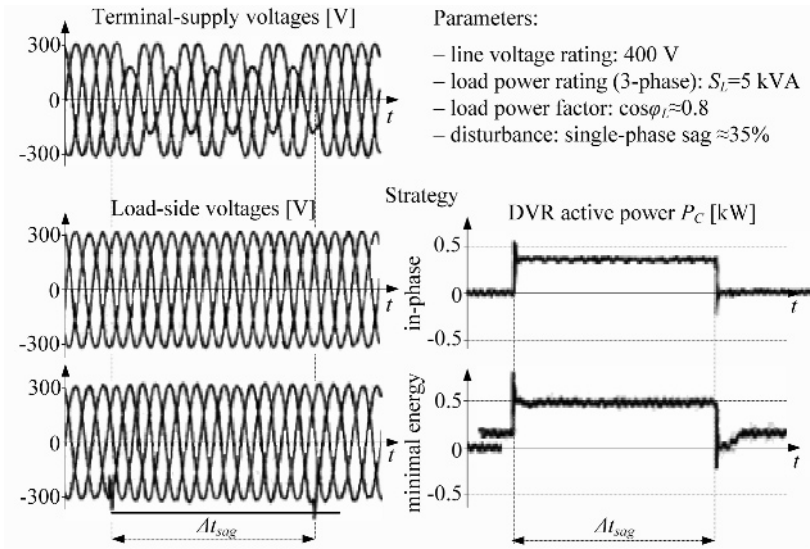 Terminal-supply voltages [V]
300
0
-300
t
Parameters:
– line voltage rating: 400 V
– load power rating (3-phase): S_L=5 kVA
– load power factor: cosφ_L≈0.8
– disturbance: single-phase sag ≈35%
Strategy
Load-side voltages [V]
300
0
-300
t
DVR active power P_C [kW]
in-phase
0.5
0
-0.5
t
300
0
-300
t
Δt_sag
minimal energy
0.5
0
-0.5
t
Δt_sag